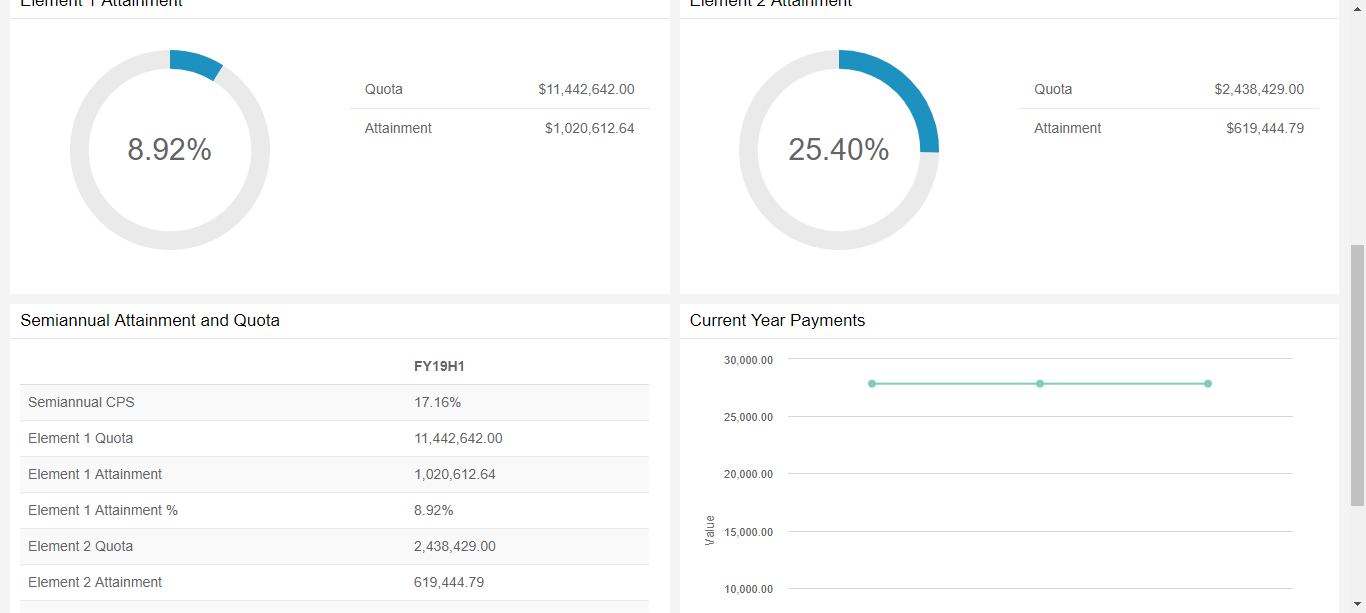 Element 1 Attainment
8.92%
Quota $11,442,642.00
Attainment $1,020,612.64
Element 2 Attainment
25.40%
Quota $2,438,429.00
Attainment $619,444.79
Semiannual Attainment and Quota
FY19H1
Semiannual CPS 17.16%
Element 1 Quota 11,442,642.00
Element 1 Attainment 1,020,612.64
Element 1 Attainment % 8.92%
Element 2 Quota 2,438,429.00
Element 2 Attainment 619,444.79
Current Year Payments
30,000.00
25,000.00
20,000.00
15,000.00
10,000.00
Value